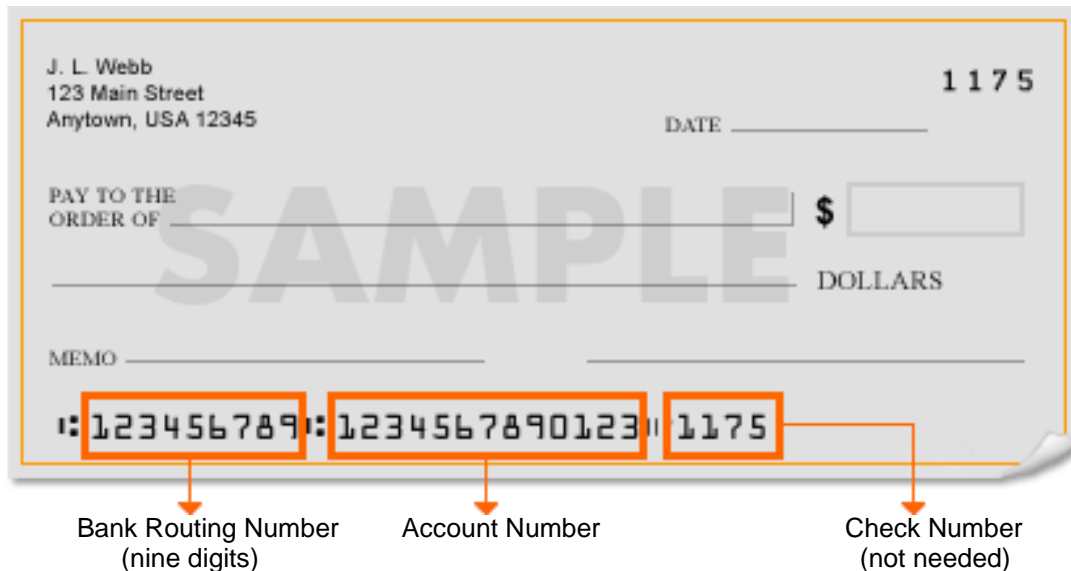 J. L. Webb
123 Main Street
Anytown, USA 12345
1175
DATE
PAY TO THE
ORDER OF
$
SAMPLE
DOLLARS
MEMO
⑆123456789⑆1234567890123⑈1175
Bank Routing Number
(nine digits)
Account Number
Check Number
(not needed)